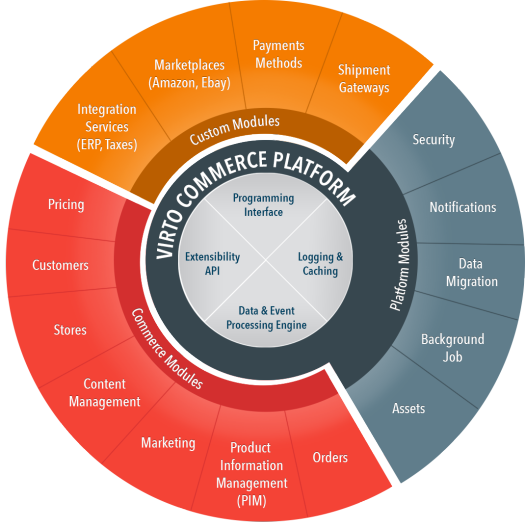 Payments
Methods
Marketplaces
(Amazon, Ebay)
Shipment
Gateways
Integration
Services
(ERP, Taxes)
Custom Modules
Security
Notifications
Data
Migration
Background
Job
Assets
Platform Modules
VIRTO COMMERCE PLATFORM
Programming
Interface
Extensibility
API
Logging &
Caching
Data & Event
Processing Engine
Pricing
Customers
Stores
Content
Management
Marketing
Product
Information
Management
(PIM)
Orders
Commerce Modules